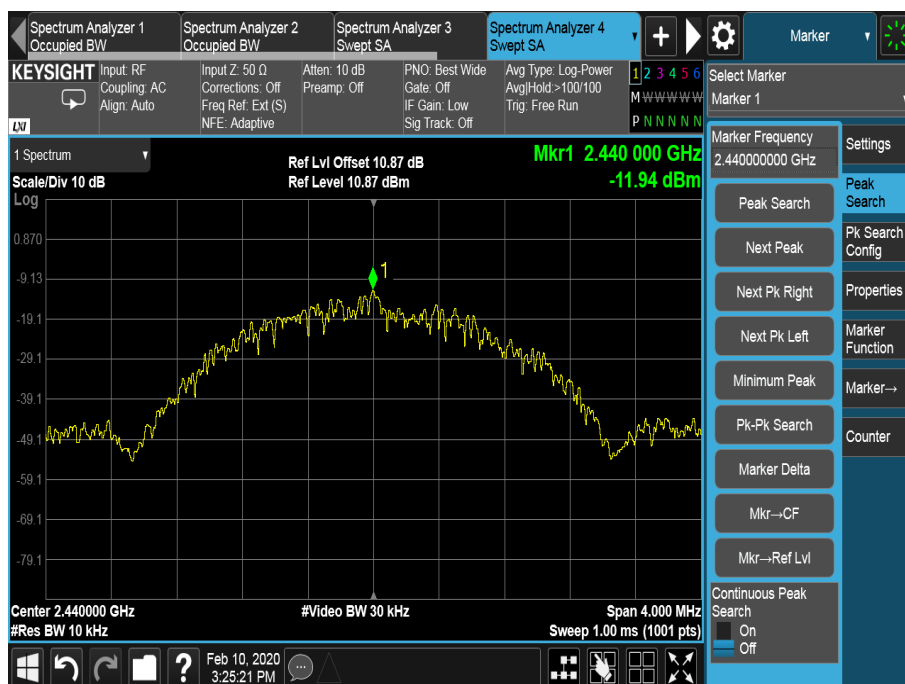 Spectrum Analyzer 1
Occupied BW
Spectrum Analyzer 2
Occupied BW
Spectrum Analyzer 3
Swept SA
Spectrum Analyzer 4
Swept SA
+
Marker
KEYSIGHT
LXI
Input: RF
Coupling: AC
Align: Auto
Input Z: 50 Ω
Corrections: Off
Freq Ref: Ext (S)
NFE: Adaptive
Atten: 10 dB
Preamp: Off
PNO: Best Wide
Gate: Off
IF Gain: Low
Sig Track: Off
Avg Type: Log-Power
Avg|Hold:>100/100
Trig: Free Run
1 2 3 4 5 6
M W W W W W
P N N N N N
Select Marker
Marker 1
1 Spectrum
Scale/Div 10 dB
Log
Ref Lvl Offset 10.87 dB
Ref Level 10.87 dBm
Mkr1 2.440 000 GHz
-11.94 dBm
0.870
-9.13
-19.1
-29.1
-39.1
-49.1
-59.1
-69.1
-79.1
1
Center 2.440000 GHz
#Res BW 10 kHz
#Video BW 30 kHz
Span 4.000 MHz
Sweep 1.00 ms (1001 pts)
Marker Frequency
2.440000000 GHz
Peak Search
Next Peak
Next Pk Right
Next Pk Left
Minimum Peak
Pk-Pk Search
Marker Delta
Mkr→CF
Mkr→Ref Lvl
Continuous Peak
Search
On
Off
Settings
Peak
Search
Pk Search
Config
Properties
Marker
Function
Marker→
Counter
?
Feb 10, 2020
3:25:21 PM